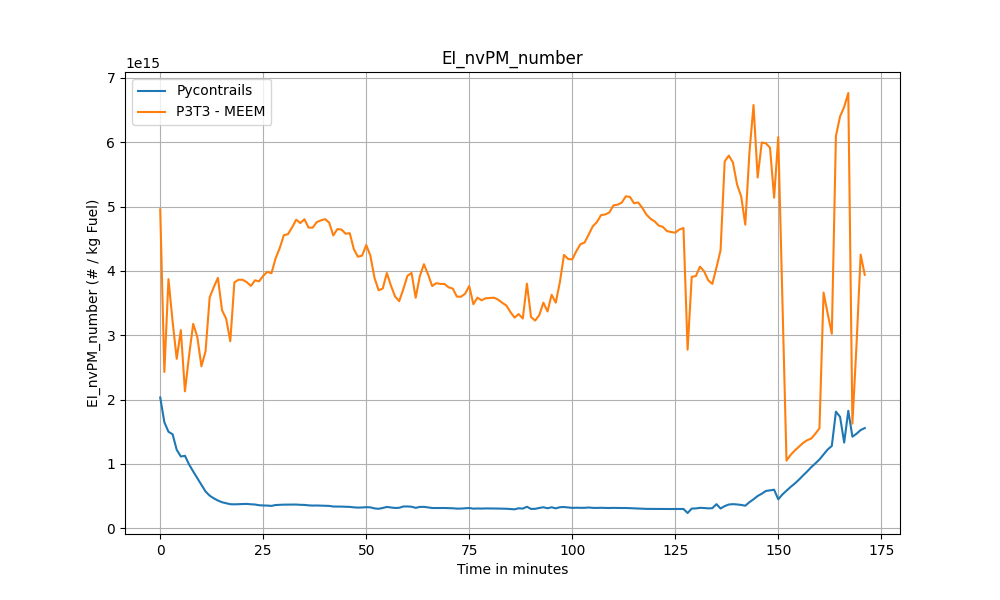 EI_nvPM_number
1e15
Pycontrails
P3T3 - MEEM
7
6
5
4
3
2
1
0
EI_nvPM_number (# / kg Fuel)
0 25 50 75 100 125 150 175
Time in minutes